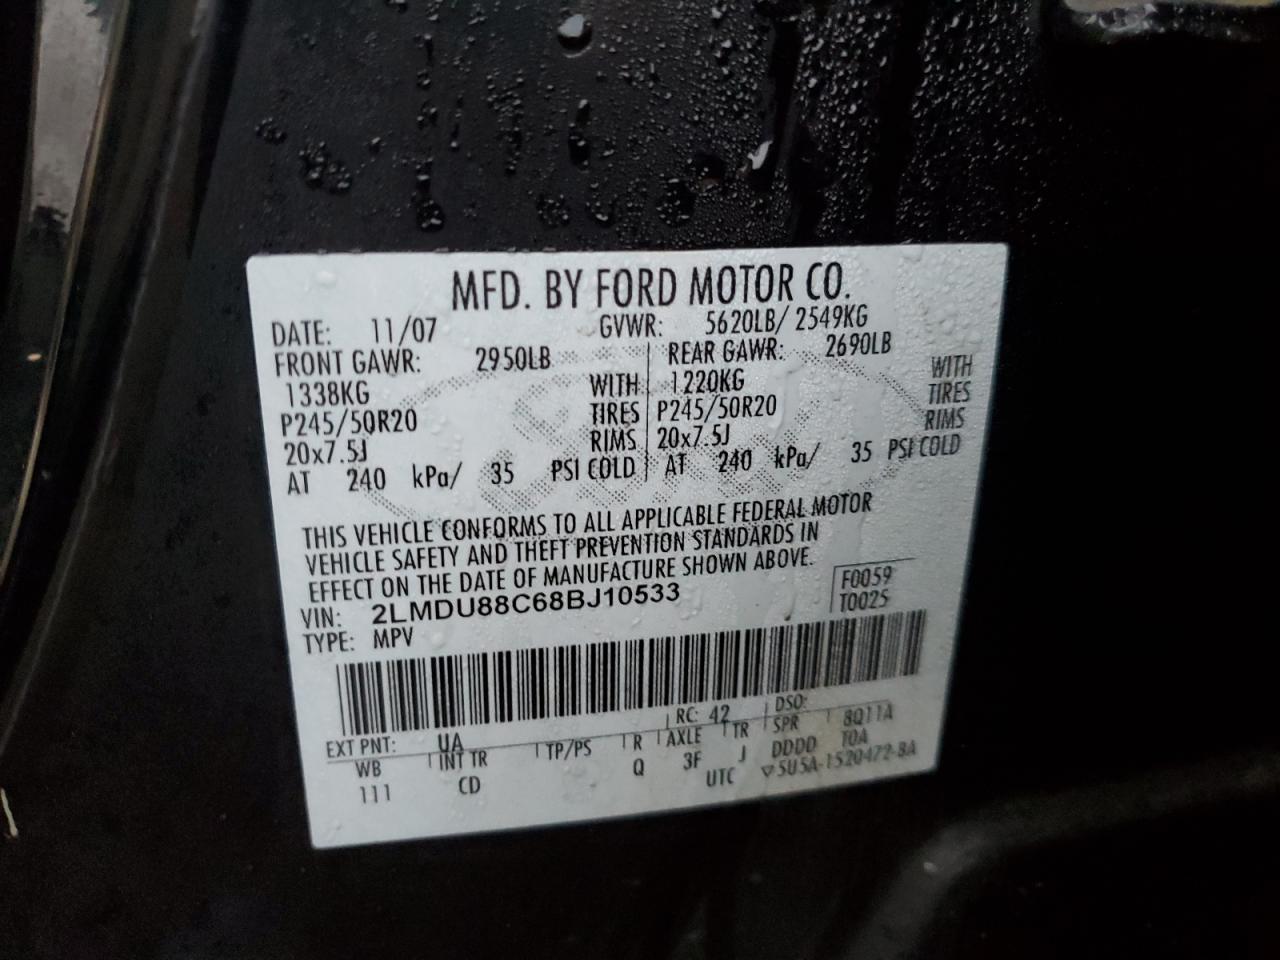 MFD. BY FORD MOTOR CO.
DATE: 11/07 GVWR: 5620LB/ 2549KG
FRONT GAWR: 2950LB REAR GAWR: 2690LB
1338KG WITH 1220KG WITH
P245/50R20 TIRES P245/50R20 TIRES
20x7.5J RIMS 20x7.5J RIMS
AT 240 kPa/ 35 PSI COLD AT 240 kPa/ 35 PSI COLD
THIS VEHICLE CONFORMS TO ALL APPLICABLE FEDERAL MOTOR
VEHICLE SAFETY AND THEFT PREVENTION STANDARDS IN
EFFECT ON THE DATE OF MANUFACTURE SHOWN ABOVE.
VIN: 2LMDU88C68BJ10533 F0059
TYPE: MPV T0025
EXT PNT: UA RC: 42 DSO:
WB INT TR TP/PS R AXLE TR SPR 8Q11A
111 CD Q 3F J DDDD T0A
UTC ▽5U5A-1520472-BA